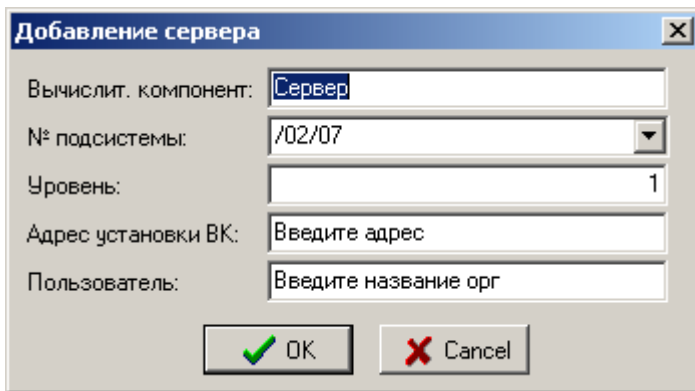 Добавление сервера
Вычислит. компонент: Сервер
№ подсистемы: /02/07
Уровень: 1
Адрес установки ВК: Введите адрес
Пользователь: Введите название орг
OK Cancel